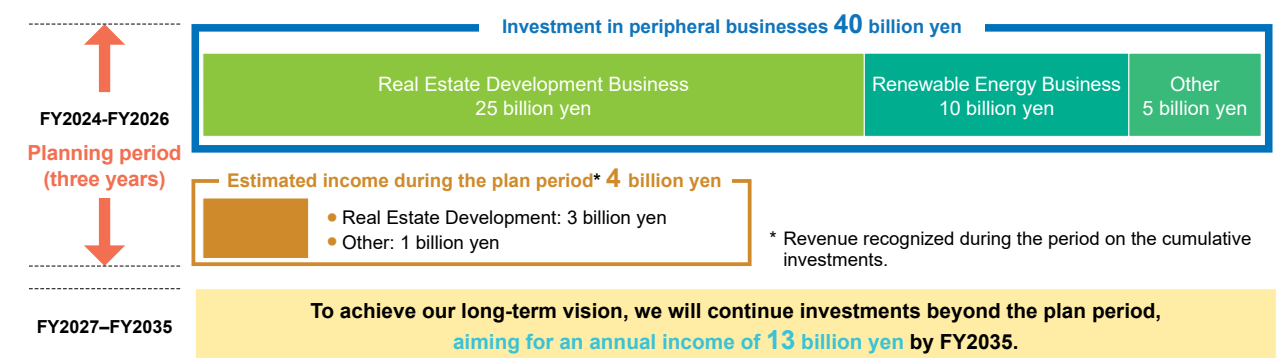 Investment in peripheral businesses 40 billion yen
Real Estate Development Business
25 billion yen
Renewable Energy Business
10 billion yen
Other
5 billion yen
FY2024-FY2026
Planning period
(three years)
Estimated income during the plan period* 4 billion yen
• Real Estate Development: 3 billion yen
• Other: 1 billion yen
* Revenue recognized during the period on the cumulative
investments.
FY2027–FY2035
To achieve our long-term vision, we will continue investments beyond the plan period,
aiming for an annual income of 13 billion yen by FY2035.